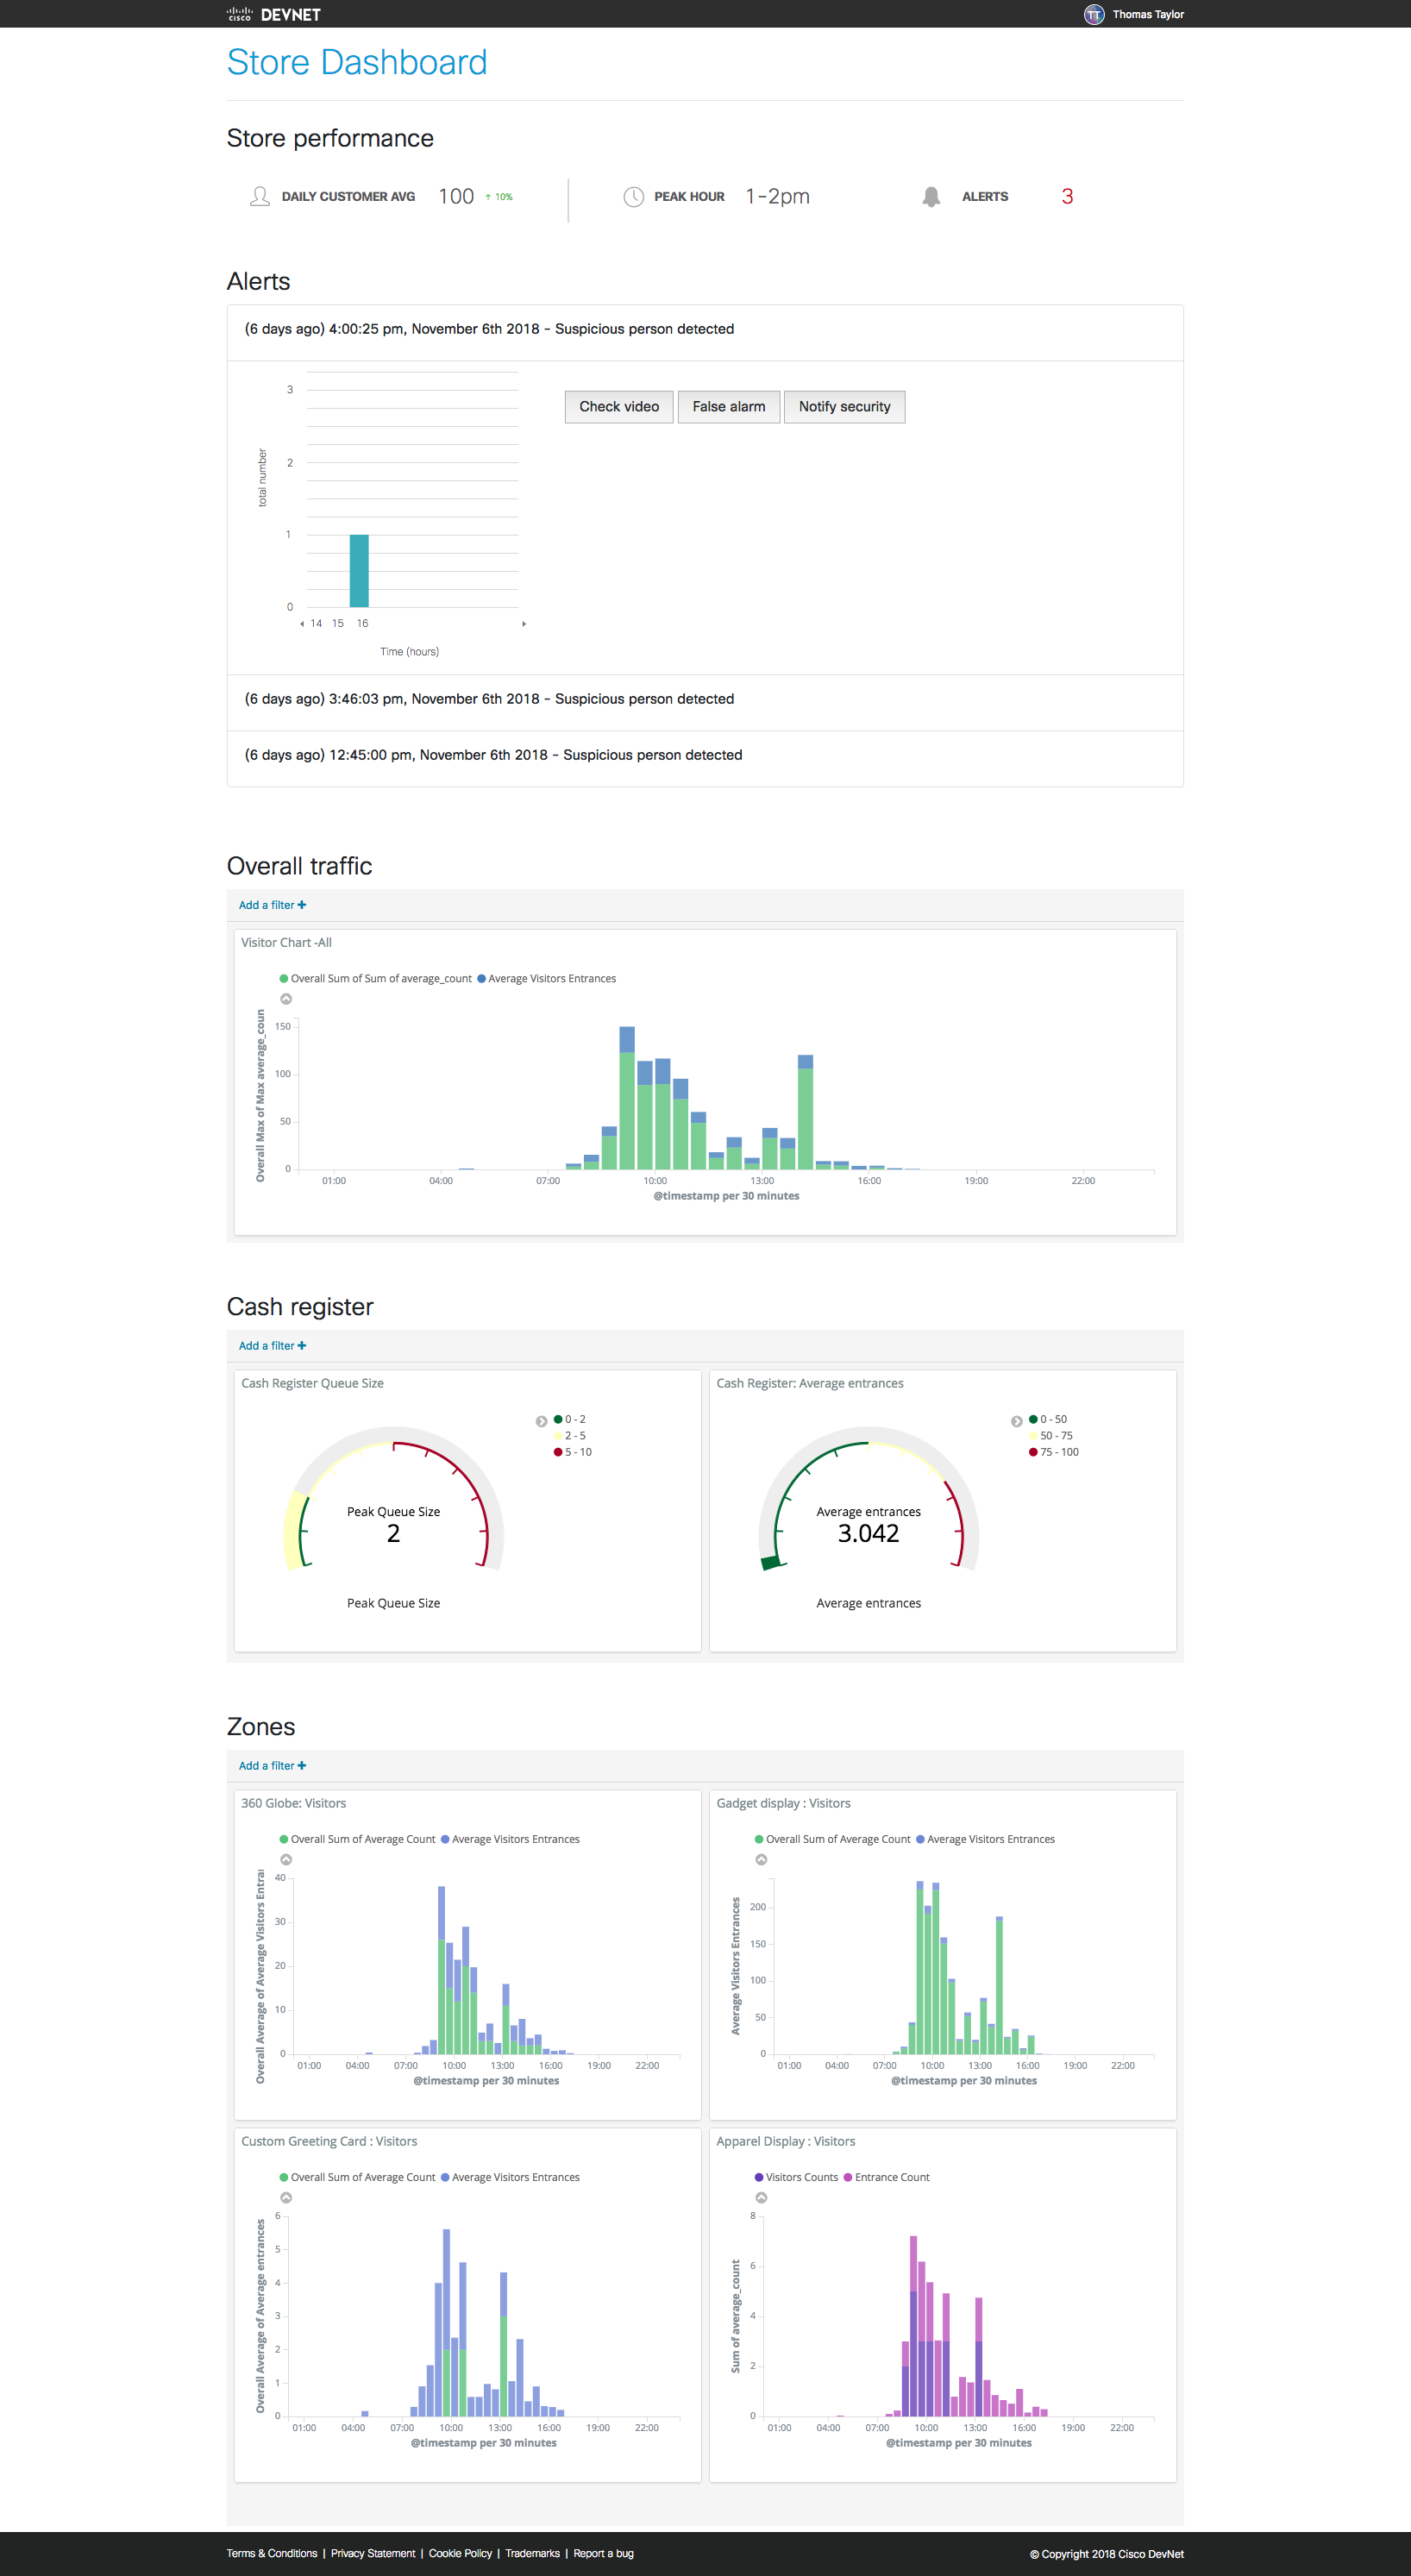 cisco DEVNET
TT Thomas Taylor
Store Dashboard
Store performance
DAILY CUSTOMER AVG 100 ↑ 10%
PEAK HOUR 1-2pm
ALERTS 3
Alerts
(6 days ago) 4:00:25 pm, November 6th 2018 - Suspicious person detected
Check video False alarm Notify security
total number
3
2
1
0
14 15 16
Time (hours)
(6 days ago) 3:46:03 pm, November 6th 2018 - Suspicious person detected
(6 days ago) 12:45:00 pm, November 6th 2018 - Suspicious person detected
Overall traffic
Add a filter +
Visitor Chart -All
Overall Sum of Sum of average_count Average Visitors Entrances
Overall Max of Max average_coun
150
100
50
0
01:00 04:00 07:00 10:00 13:00 16:00 19:00 22:00
@timestamp per 30 minutes
Cash register
Add a filter +
Cash Register Queue Size
0 - 2
2 - 5
5 - 10
Peak Queue Size
2
Peak Queue Size
Cash Register: Average entrances
0 - 50
50 - 75
75 - 100
Average entrances
3.042
Average entrances
Zones
Add a filter +
360 Globe: Visitors
Overall Sum of Average Count Average Visitors Entrances
Overall Average of Average Visitors Entrai
40
30
20
10
0
01:00 04:00 07:00 10:00 13:00 16:00 19:00 22:00
@timestamp per 30 minutes
Gadget display : Visitors
Overall Sum of Average Count Average Visitors Entrances
Average Visitors Entrances
200
150
100
50
0
01:00 04:00 07:00 10:00 13:00 16:00 19:00 22:00
@timestamp per 30 minutes
Custom Greeting Card : Visitors
Overall Sum of Average Count Average Visitors Entrances
Overall Average of Average entrances
6
5
4
3
2
1
0
01:00 04:00 07:00 10:00 13:00 16:00 19:00 22:00
@timestamp per 30 minutes
Apparel Display : Visitors
Visitors Counts Entrance Count
Sum of average_count
8
6
4
2
0
01:00 04:00 07:00 10:00 13:00 16:00 19:00 22:00
@timestamp per 30 minutes
Terms & Conditions | Privacy Statement | Cookie Policy | Trademarks | Report a bug
© Copyright 2018 Cisco DevNet